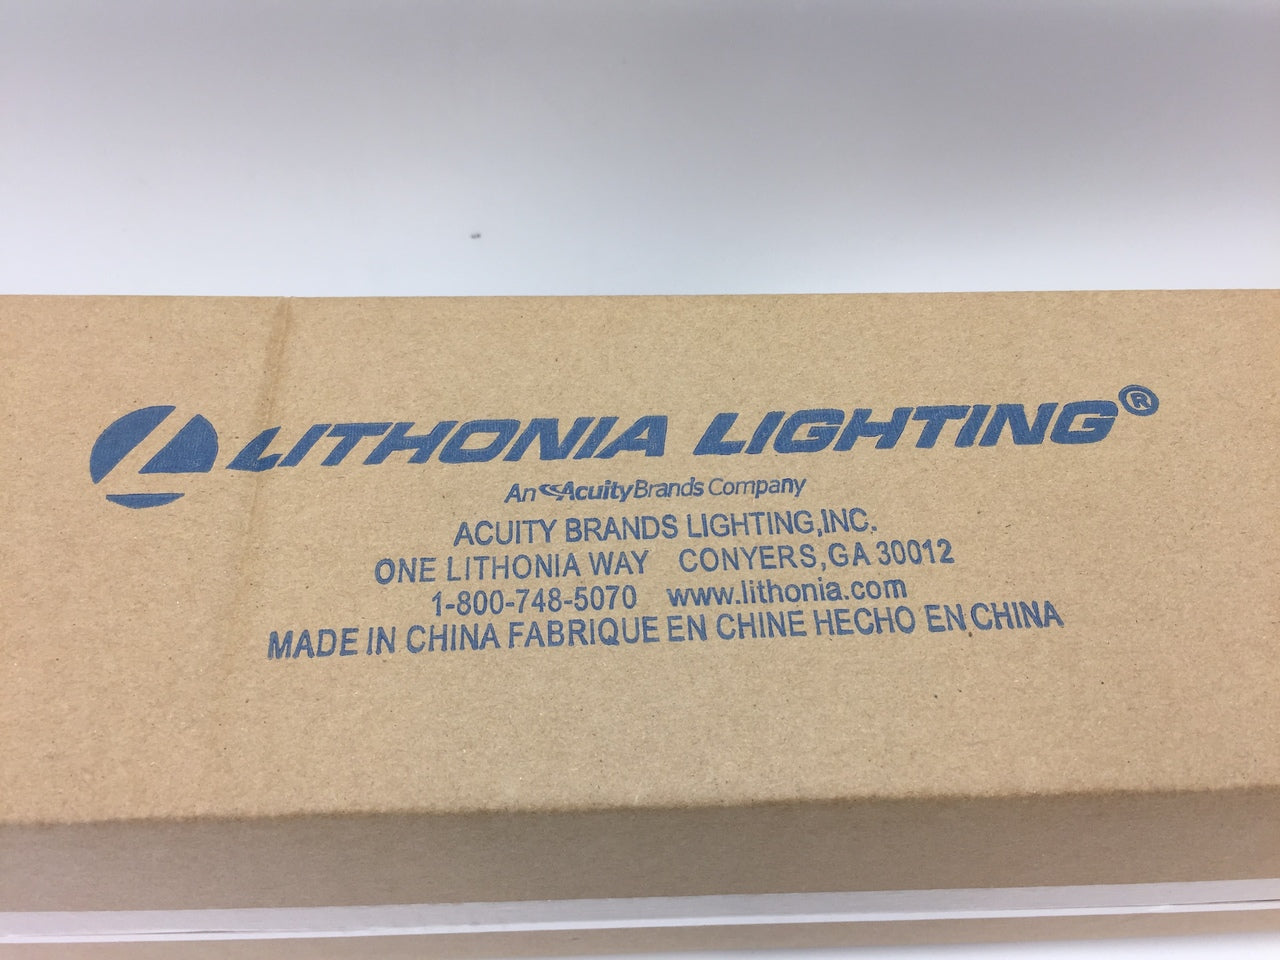 LITHONIA LIGHTING®
An AcuityBrands Company
ACUITY BRANDS LIGHTING,INC.
ONE LITHONIA WAY CONYERS,GA 30012
1-800-748-5070 www.lithonia.com
MADE IN CHINA FABRIQUE EN CHINE HECHO EN CHINA